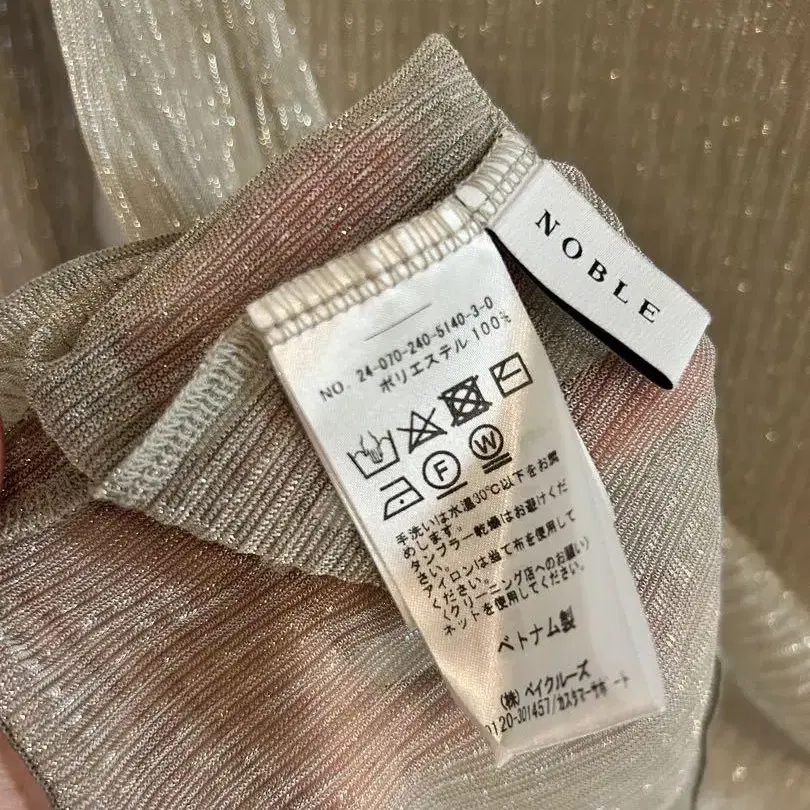 NOBLE
NO. 24-070-240-5140-3-0
ポリエステル 100%
F
W
手洗いは水温30℃以下をお薦
めします。
タンブラー乾燥はお避けくだ
さい。
アイロンは当て布を使用して
ください。
くクリーニング店へのお願い〉
ネットを使用してください。
ベトナム製
(株) ベイクルーズ
0120-301457/カスタマーサポート